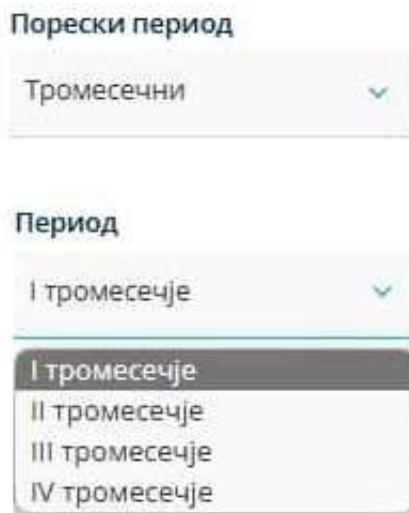 Порески период
Тромесечни
Период
I тромесечје
I тромесечје
II тромесечје
III тромесечје
IV тромесечје